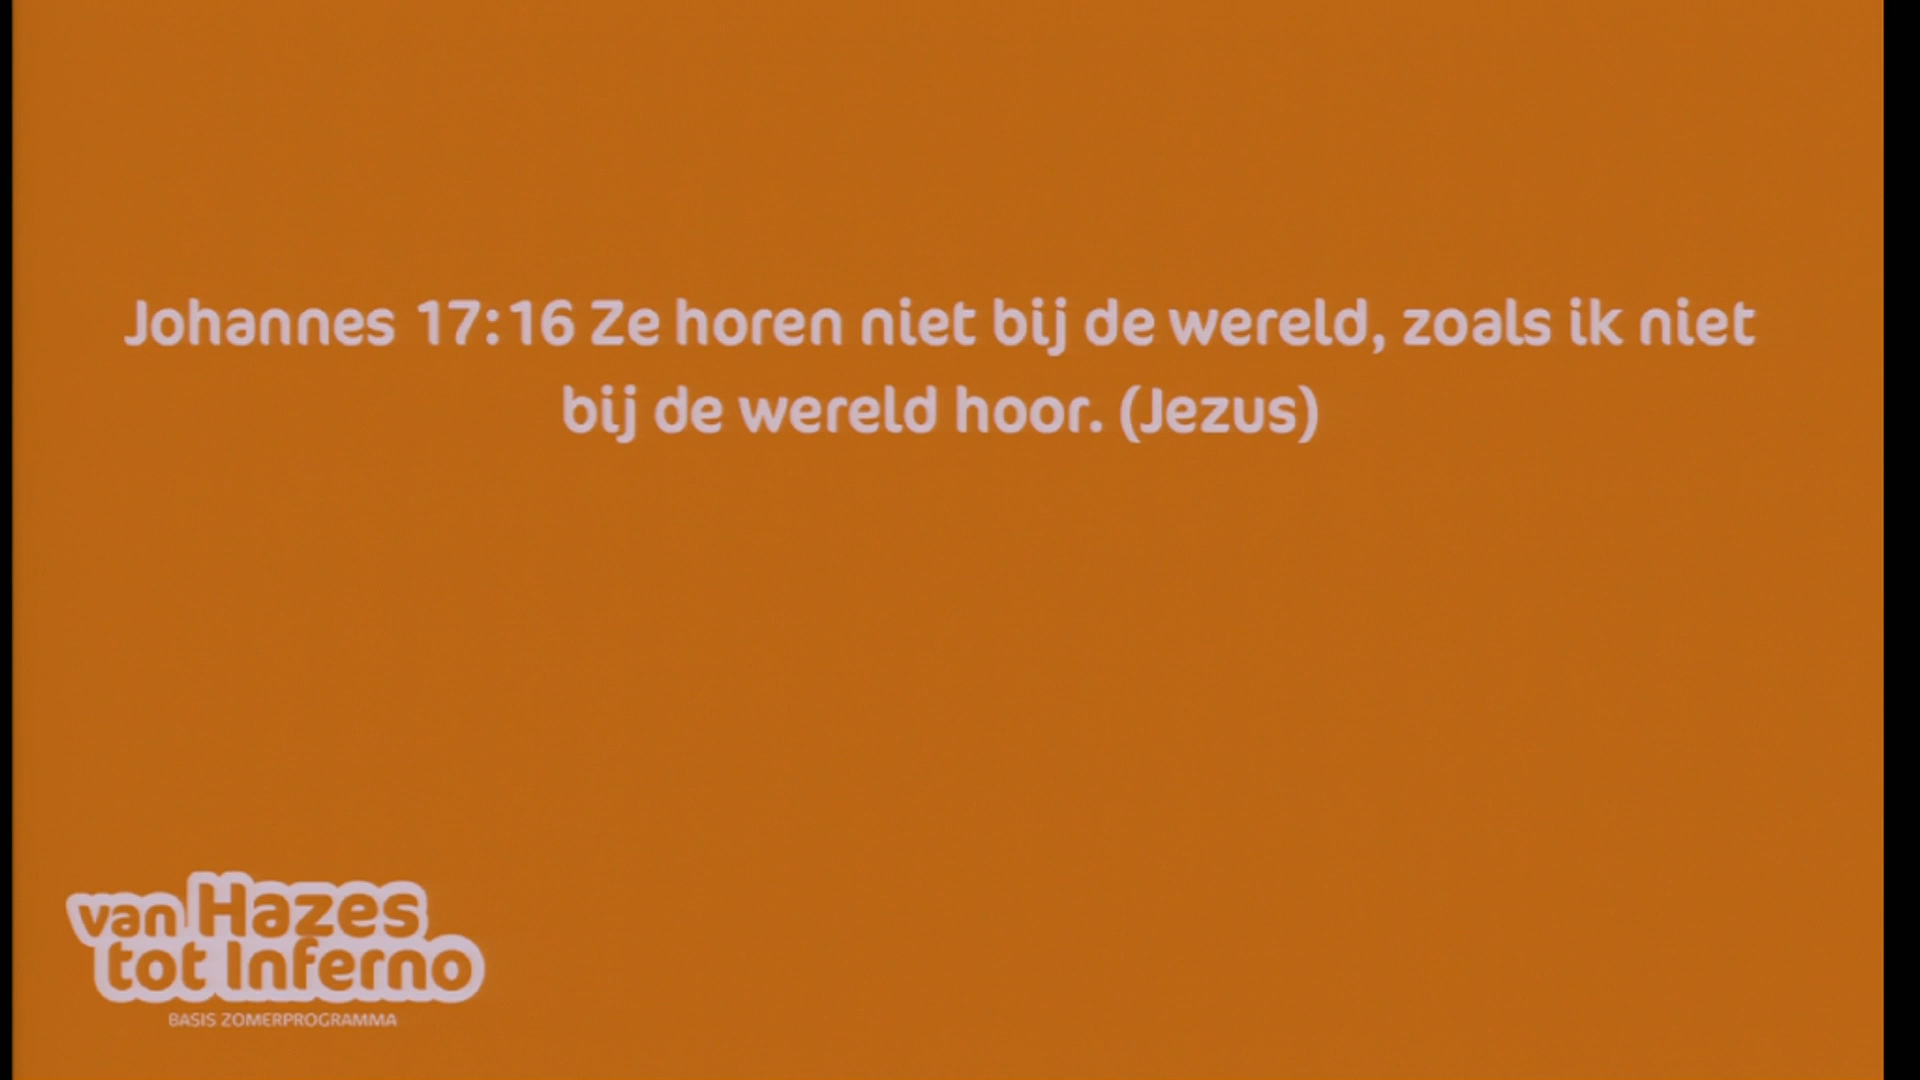 Johannes 17:16 Ze horen niet bij de wereld, zoals ik niet
bij de wereld hoor. (Jezus)
van Hazes
tot Inferno
BASIS ZOMERPROGRAMMA